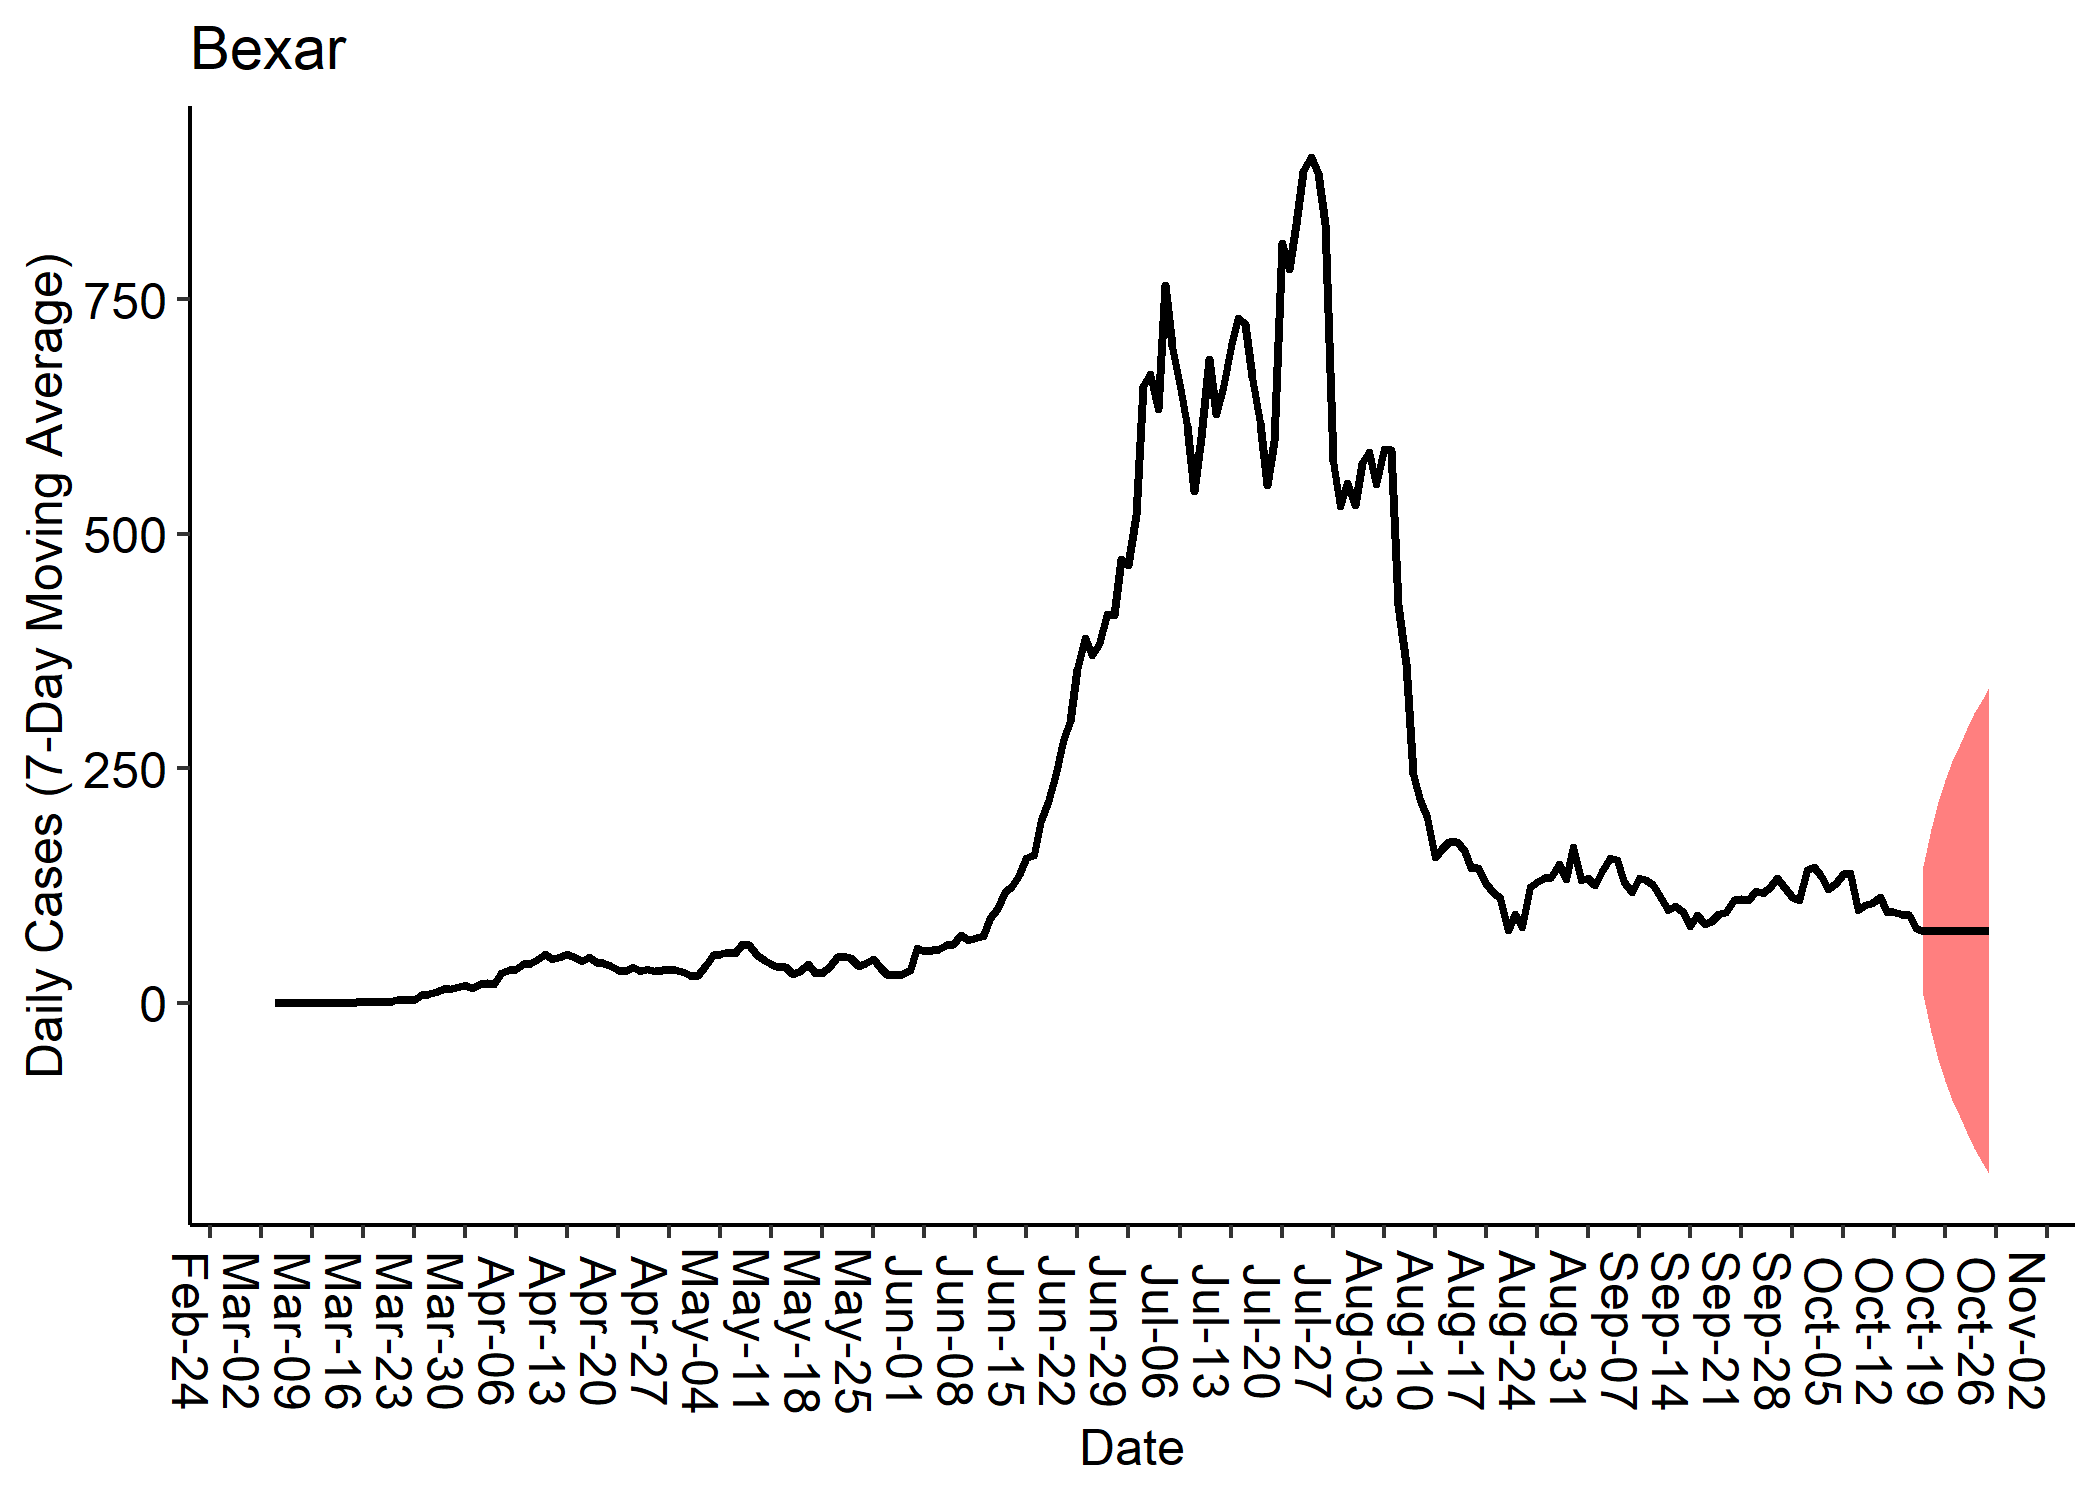 Bexar
Daily Cases (7-Day Moving Average)
750
500
250
0
Feb-24
Mar-02
Mar-09
Mar-16
Mar-23
Mar-30
Apr-06
Apr-13
Apr-20
Apr-27
May-04
May-11
May-18
May-25
Jun-01
Jun-08
Jun-15
Jun-22
Jun-29
Jul-06
Jul-13
Jul-20
Jul-27
Aug-03
Aug-10
Aug-17
Aug-24
Aug-31
Sep-07
Sep-14
Sep-21
Sep-28
Oct-05
Oct-12
Oct-19
Oct-26
Nov-02
Date